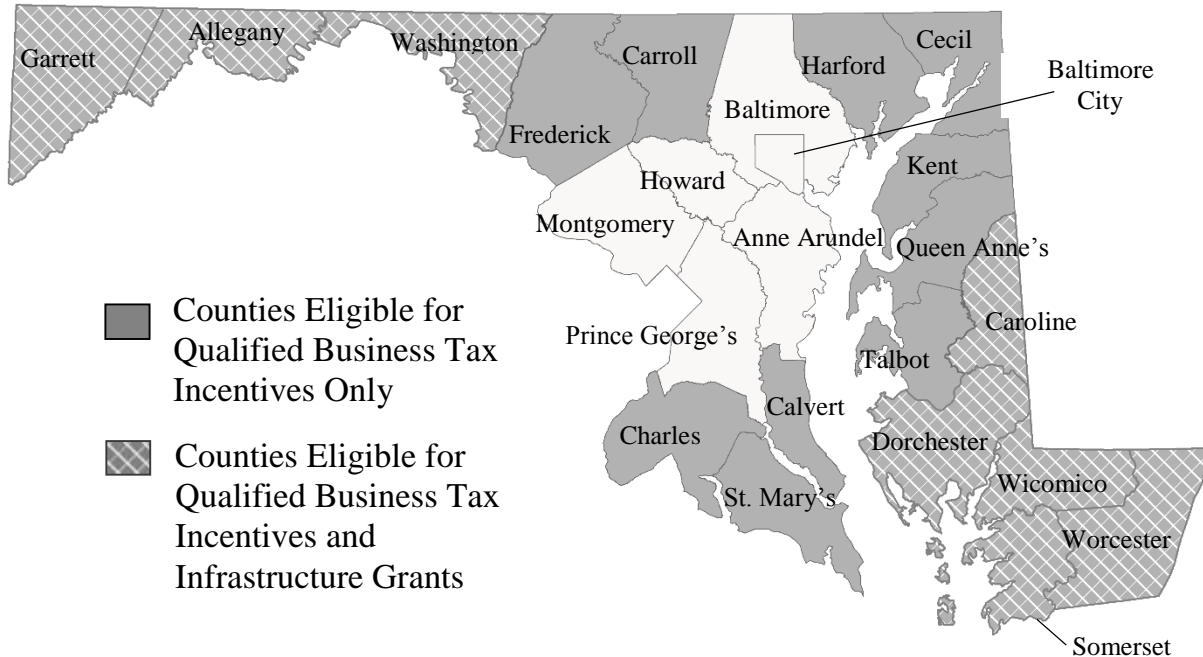 Garrett
Allegany
Washington
Frederick
Carroll
Baltimore
Harford
Cecil
Baltimore
City
Kent
Howard
Montgomery
Anne Arundel
Queen Anne's
Prince George's
Caroline
Talbot
Calvert
Charles
St. Mary's
Dorchester
Wicomico
Worcester
Somerset
Counties Eligible for
Qualified Business Tax
Incentives Only
Counties Eligible for
Qualified Business Tax
Incentives and
Infrastructure Grants